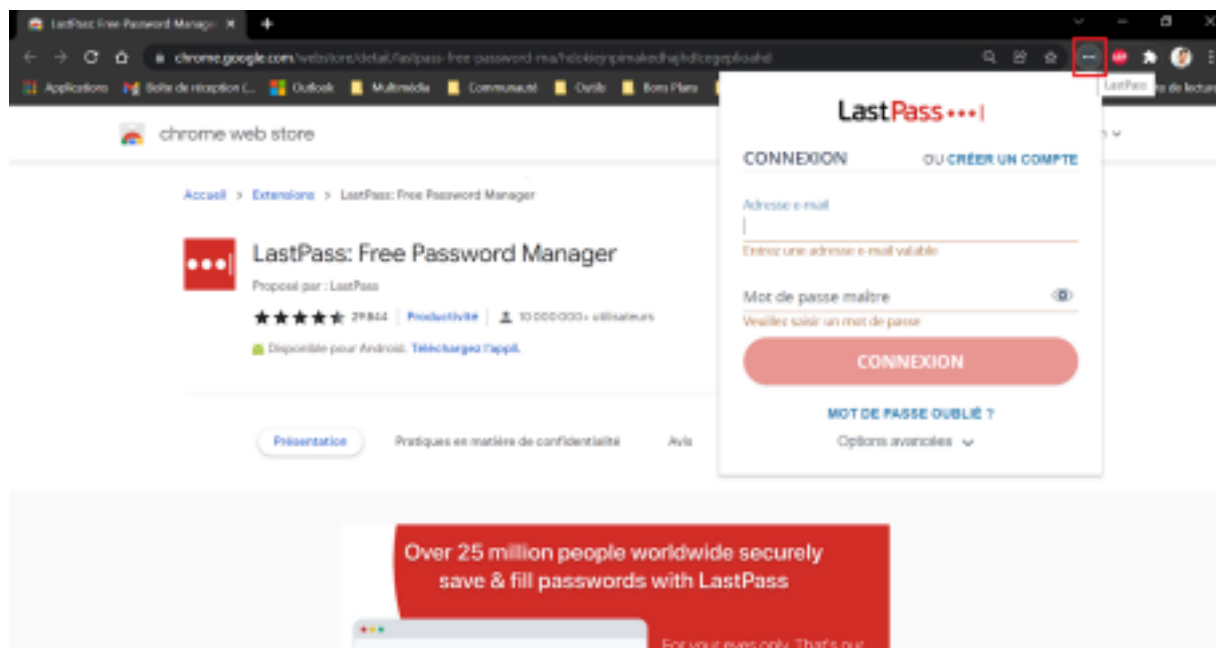 LastPass: Free Password Manager
chrome.google.com/webstore/detail/lastpass-free-password-ma/
Applications Boîte de réception (... Outlook Multimédia Communauté Outils Bons Plans
LastPass
de lecture
chrome web store
Accueil > Extensions > LastPass: Free Password Manager
LastPass: Free Password Manager
Proposé par : LastPass
29844 | Productivité | 10 000 000+ utilisateurs
Disponible pour Android. Téléchargez l'appli.
Présentation Pratiques en matière de confidentialité Avis
LastPass
CONNEXION OU CRÉER UN COMPTE
Adresse e-mail
Entrez une adresse e-mail valable
Mot de passe maître
Veuillez saisir un mot de passe
CONNEXION
MOT DE PASSE OUBLIÉ ?
Options avancées
Over 25 million people worldwide securely
save & fill passwords with LastPass
For your eyes only. That's our